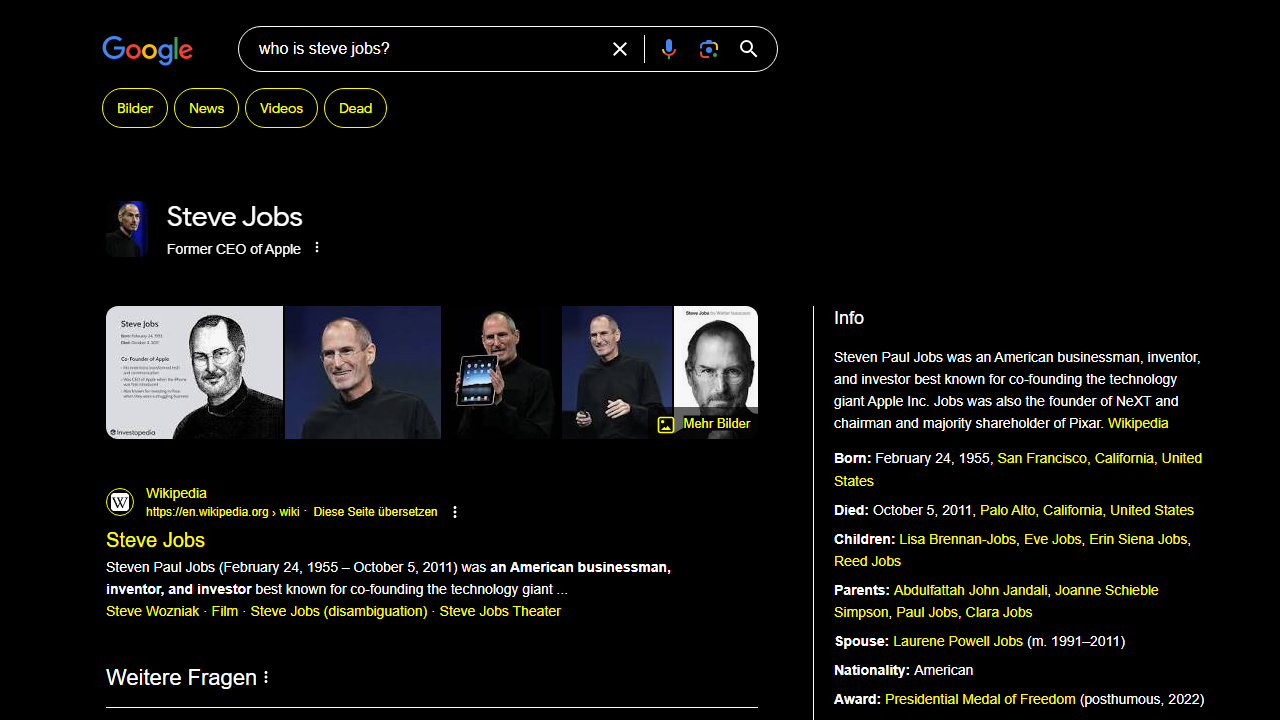 Google
who is steve jobs?
Bilder
News
Videos
Dead
Steve Jobs
Former CEO of Apple
Steve Jobs
Co-Founder of Apple
Investopedia
Steve Jobs by Walter Isaacson
Mehr Bilder
W
Wikipedia
https://en.wikipedia.org › wiki · Diese Seite übersetzen
Steve Jobs
Steven Paul Jobs (February 24, 1955 – October 5, 2011) was an American businessman,
inventor, and investor best known for co-founding the technology giant ...
Steve Wozniak · Film · Steve Jobs (disambiguation) · Steve Jobs Theater
Weitere Fragen
Info
Steven Paul Jobs was an American businessman, inventor,
and investor best known for co-founding the technology
giant Apple Inc. Jobs was also the founder of NeXT and
chairman and majority shareholder of Pixar. Wikipedia
Born: February 24, 1955, San Francisco, California, United
States
Died: October 5, 2011, Palo Alto, California, United States
Children: Lisa Brennan-Jobs, Eve Jobs, Erin Siena Jobs,
Reed Jobs
Parents: Abdulfattah John Jandali, Joanne Schieble
Simpson, Paul Jobs, Clara Jobs
Spouse: Laurene Powell Jobs (m. 1991–2011)
Nationality: American
Award: Presidential Medal of Freedom (posthumous, 2022)